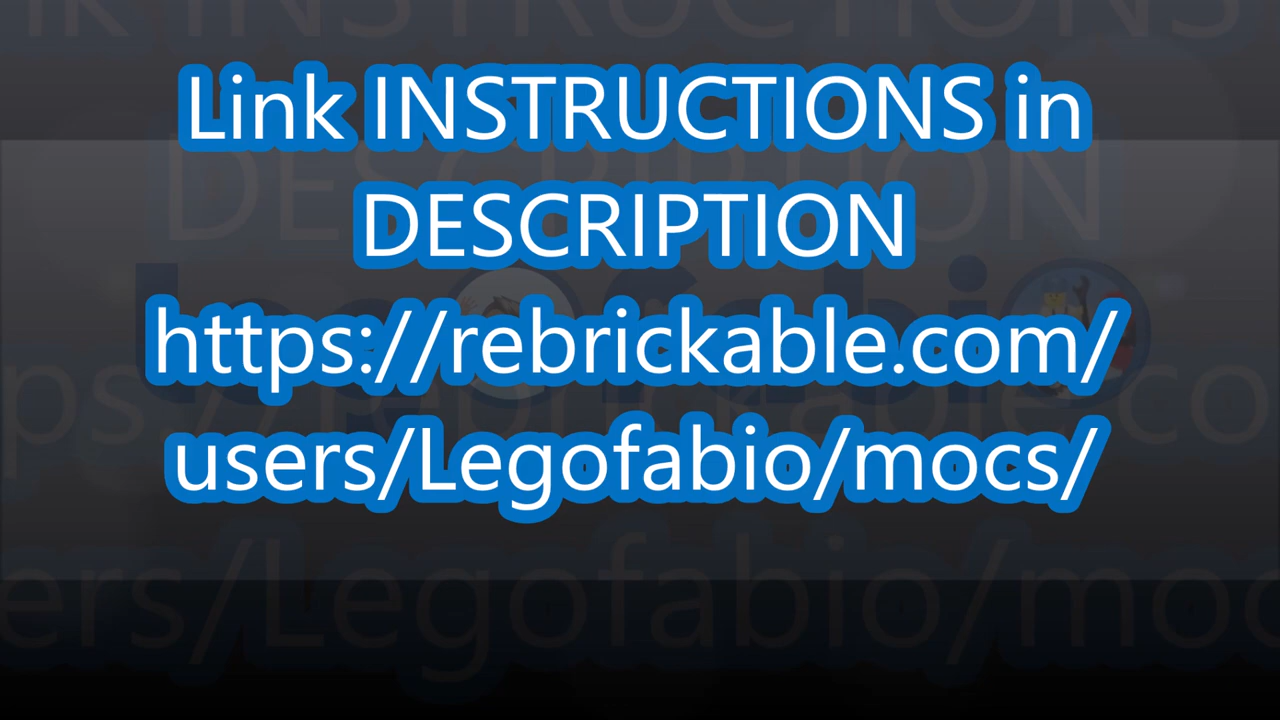 Link INSTRUCTIONS in
DESCRIPTION
https://rebrickable.com/
users/Legofabio/mocs/